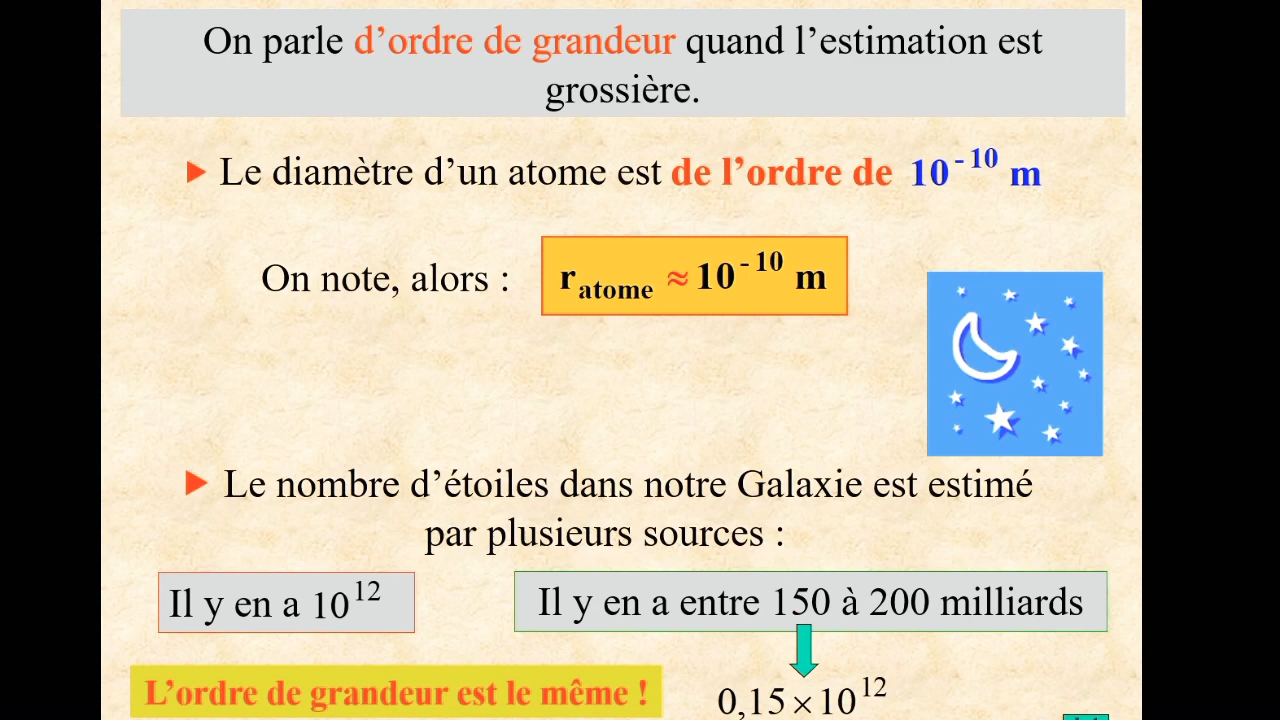 On parle d’ordre de grandeur quand l’estimation est
grossière.
Le diamètre d’un atome est de l’ordre de 10⁻¹⁰ m
On note, alors : r_atome ≈ 10⁻¹⁰ m
Le nombre d’étoiles dans notre Galaxie est estimé
par plusieurs sources :
Il y en a 10¹² Il y en a entre 150 à 200 milliards
L’ordre de grandeur est le même ! 0,15×10¹²